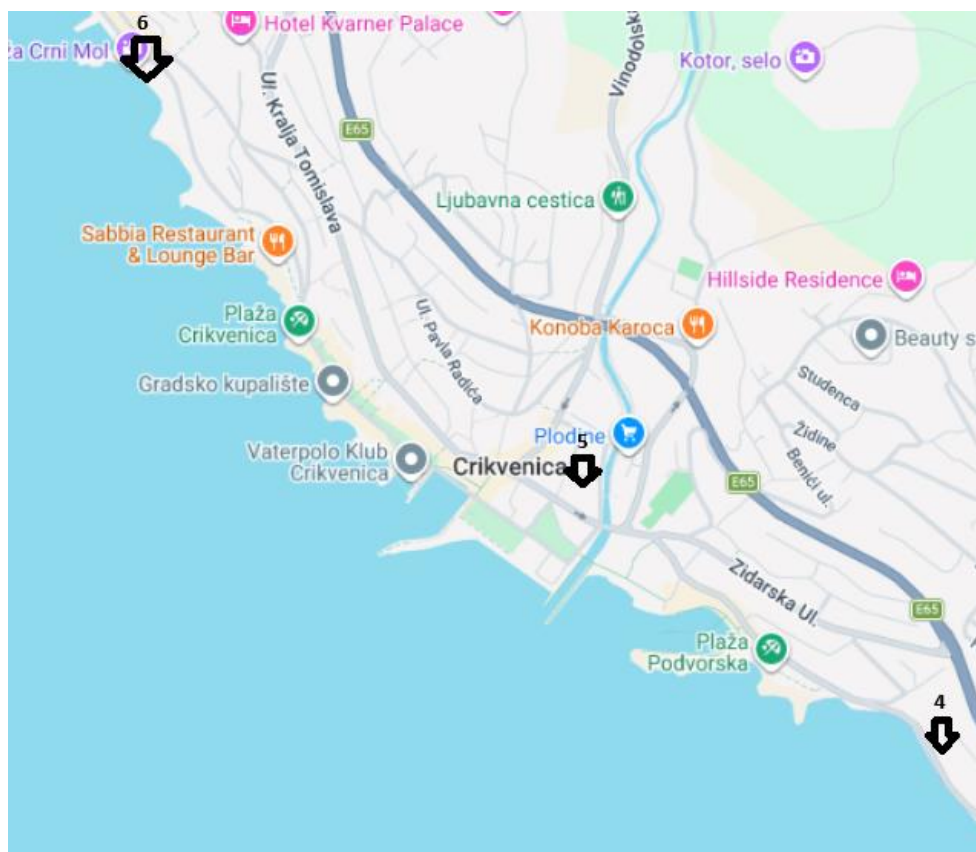 6
Hotel Kvarner Palace
ža Crni Mol
Kotor, selo
Vinodolsk
Ul. Kralja Tomislava
E65
Ljubavna cestica
Sabbia Restaurant
& Lounge Bar
Hillside Residence
Plaža
Crikvenica
Ul. Pavla Radića
Konoba Karoca
Beauty s
Gradsko kupalište
Studenca
Plodine
Židine
5
Vaterpolo Klub
Crikvenica
Crikvenica
Benići ul.
E65
Zidarska Ul.
E65
Plaža
Podvorska
4